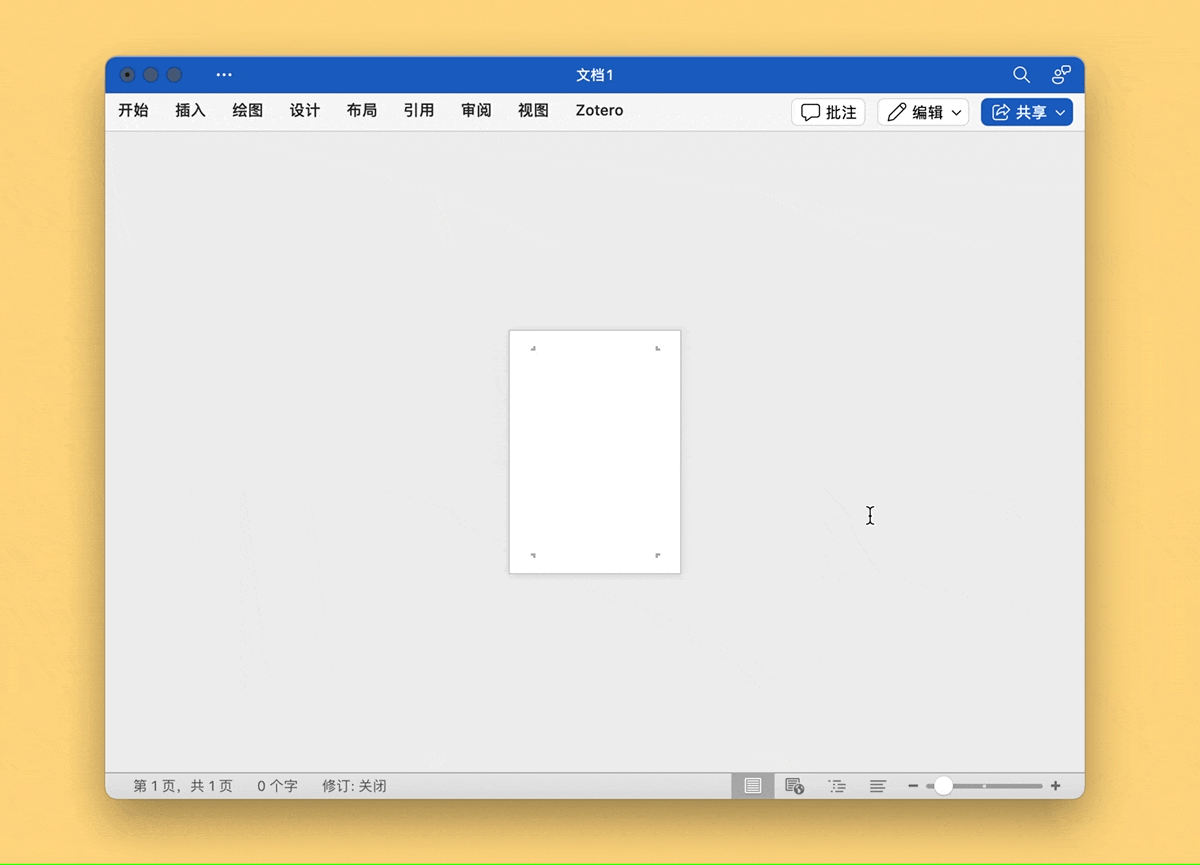 文档1
开始 插入 绘图 设计 布局 引用 审阅 视图 Zotero 批注 编辑 共享
第1页，共1页 0个字 修订: 关闭